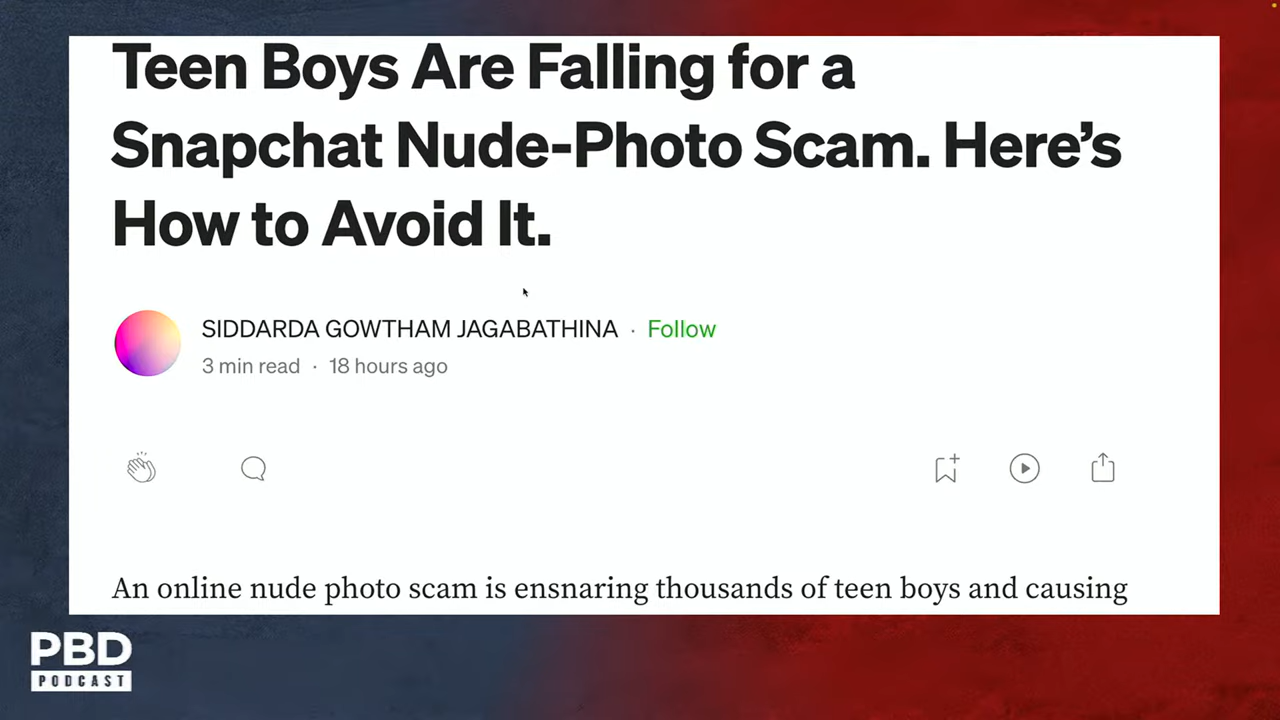 Teen Boys Are Falling for a
Snapchat Nude-Photo Scam. Here’s
How to Avoid It.
SIDDARDA GOWTHAM JAGABATHINA · Follow
3 min read · 18 hours ago
An online nude photo scam is ensnaring thousands of teen boys and causing
PBD
PODCAST